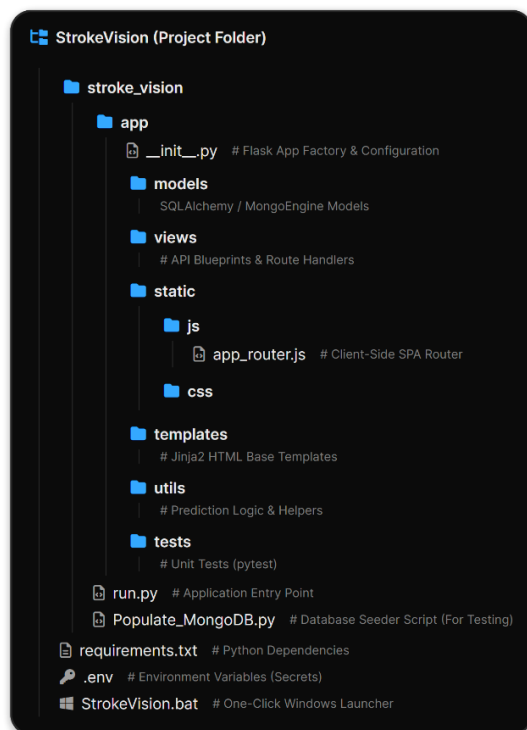 StrokeVision (Project Folder)
stroke_vision
app
__init__.py # Flask App Factory & Configuration
models
SQLAlchemy / MongoEngine Models
views
# API Blueprints & Route Handlers
static
js
app_router.js # Client-Side SPA Router
css
templates
# Jinja2 HTML Base Templates
utils
# Prediction Logic & Helpers
tests
# Unit Tests (pytest)
run.py # Application Entry Point
Populate_MongoDB.py # Database Seeder Script (For Testing)
requirements.txt # Python Dependencies
.env # Environment Variables (Secrets)
StrokeVision.bat # One-Click Windows Launcher